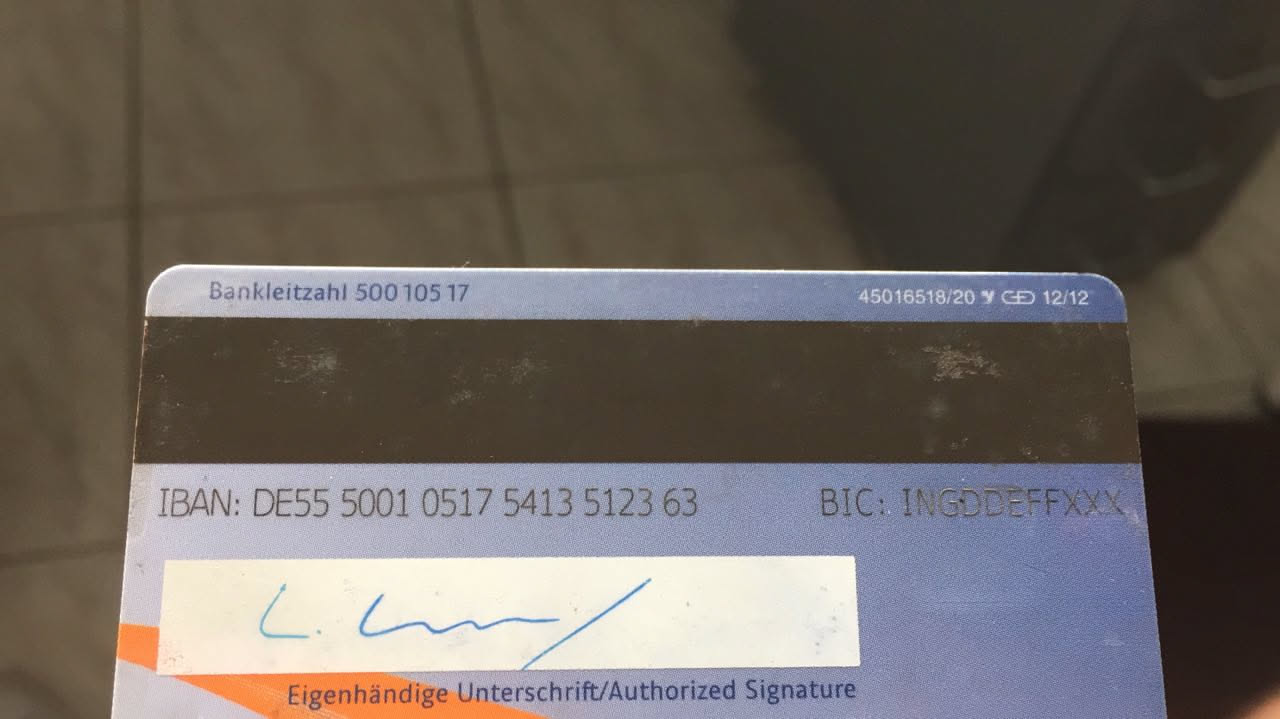 Bankleitzahl 500 105 17
45016518/20 12/12
IBAN: DE55 5001 0517 5413 5123 63
BIC: INGDDEFFXXX
Eigenhändige Unterschrift/Authorized Signature